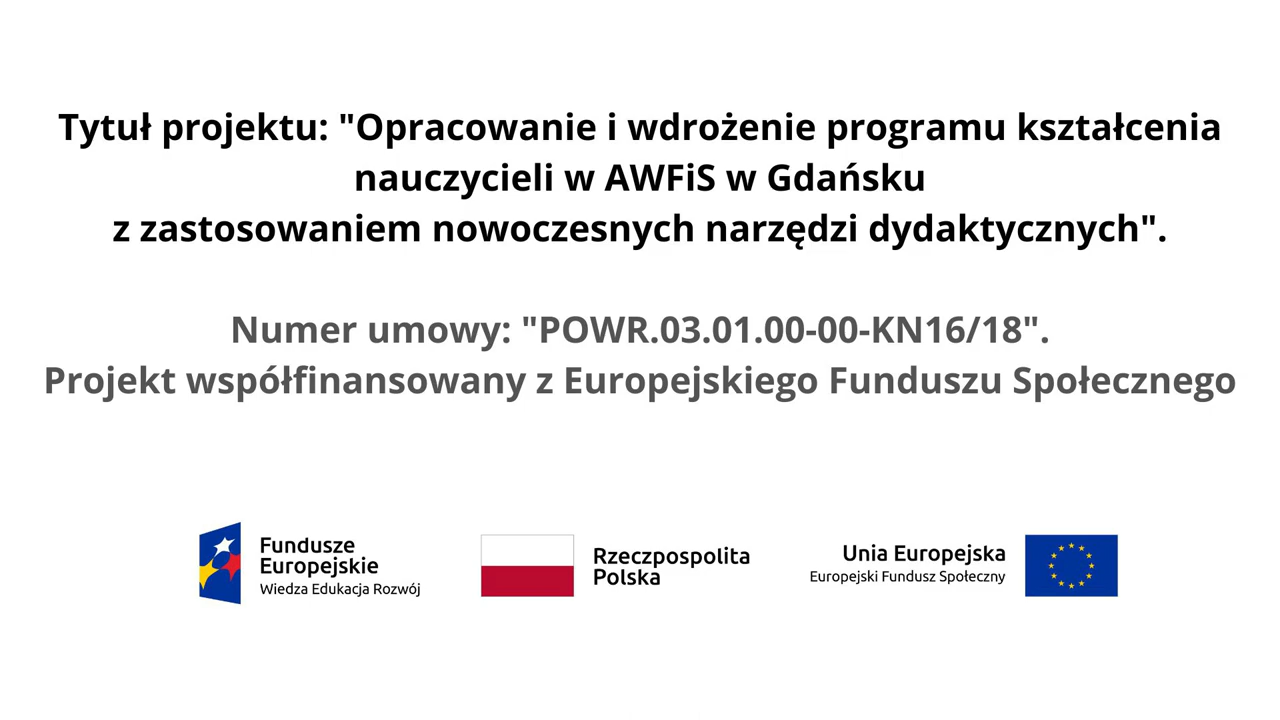 Tytuł projektu: "Opracowanie i wdrożenie programu kształcenia
nauczycieli w AWFiS w Gdańsku
z zastosowaniem nowoczesnych narzędzi dydaktycznych".
Numer umowy: "POWR.03.01.00-00-KN16/18".
Projekt współfinansowany z Europejskiego Funduszu Społecznego
Fundusze
Europejskie
Wiedza Edukacja Rozwój
Rzeczpospolita
Polska
Unia Europejska
Europejski Fundusz Społeczny